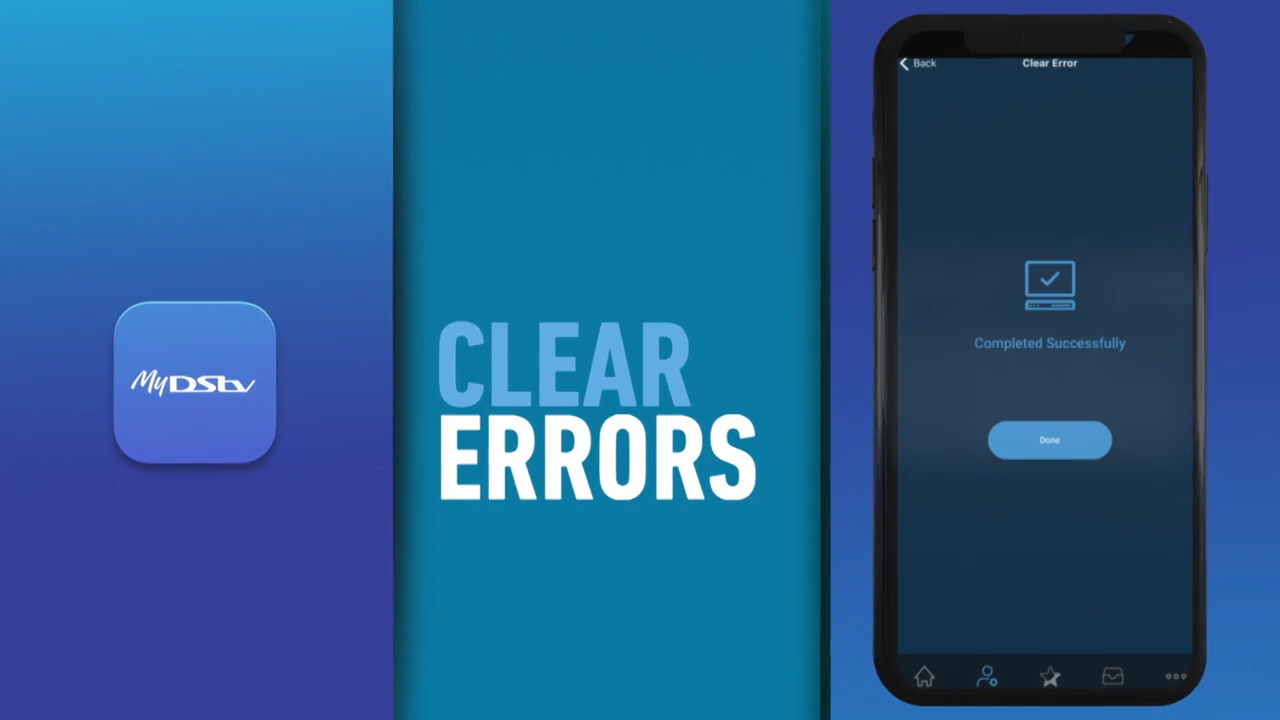 MyDStv
CLEAR
ERRORS
Back
Clear Error
Completed Successfully
Done